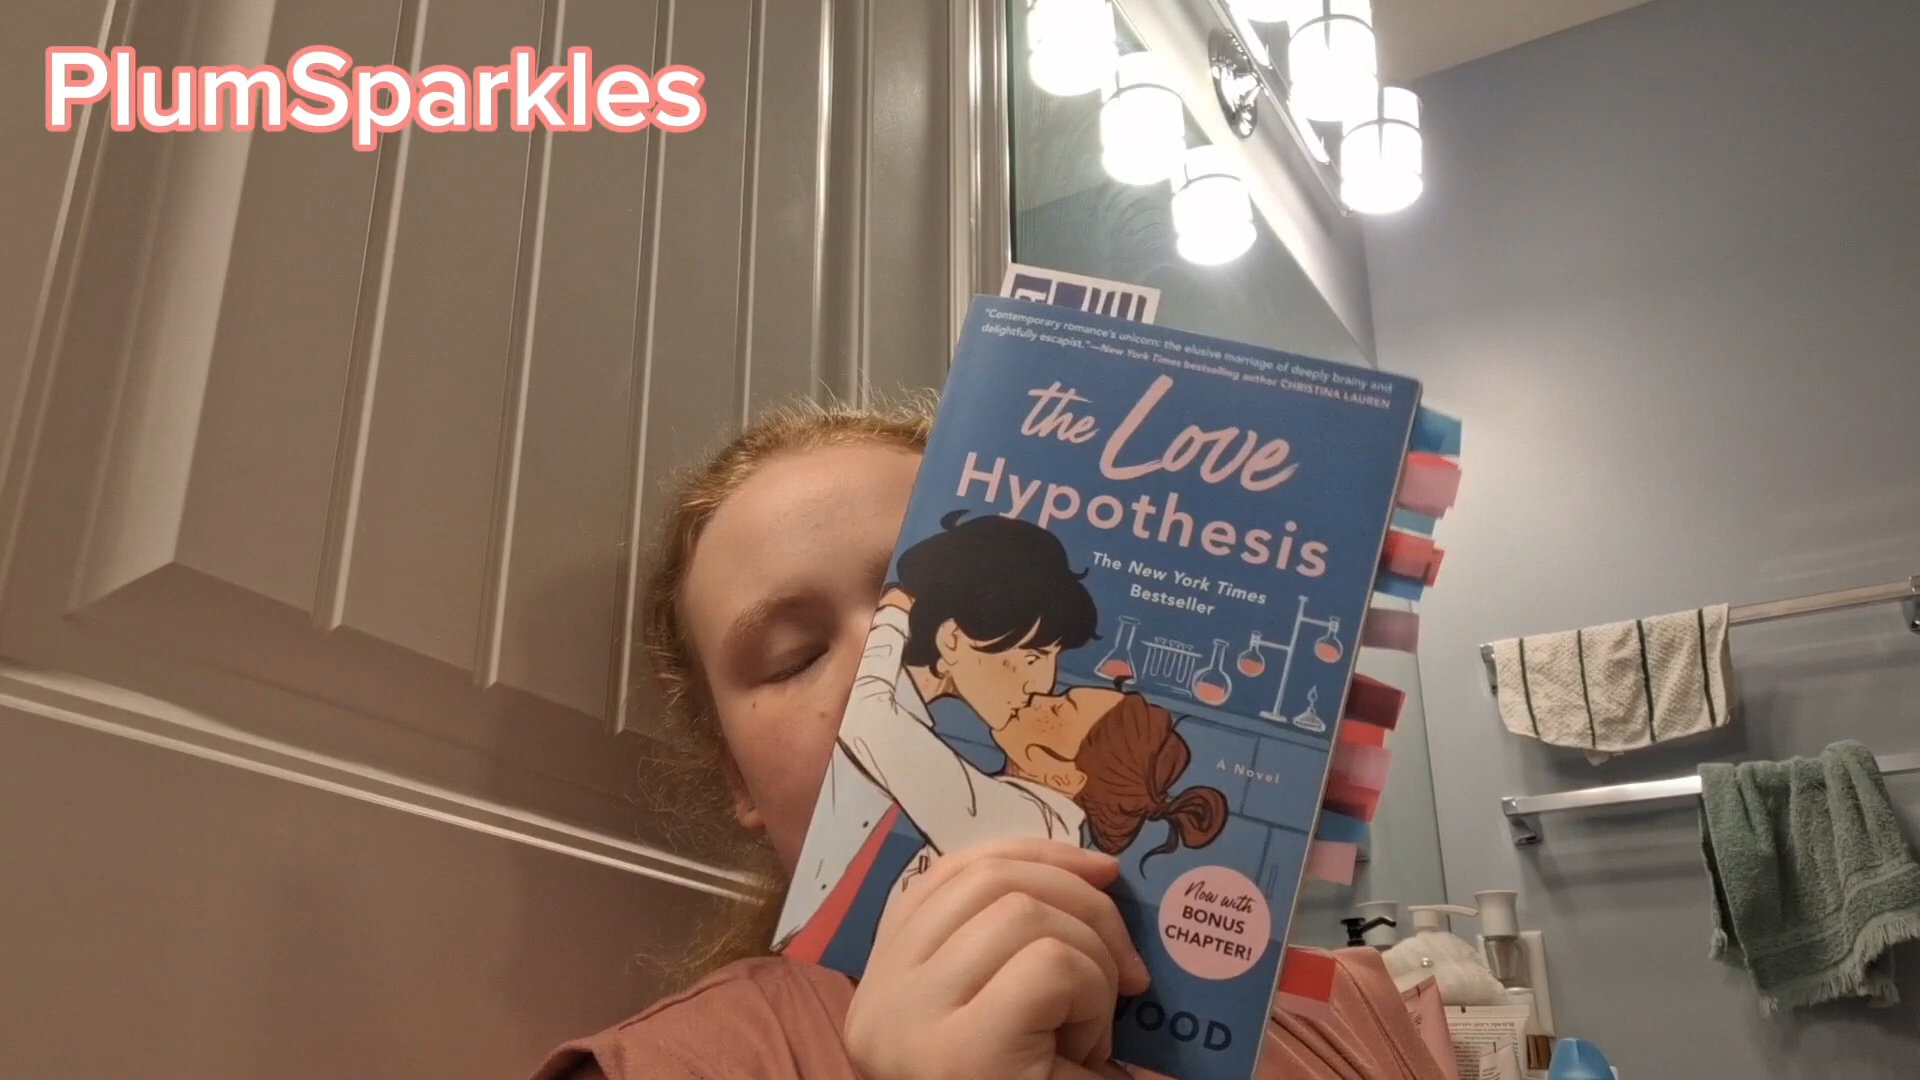 PlumSparkles
"Contemporary romance's unicorn: the elusive marriage of deeply brainy and
delightfully escapist."—New York Times bestselling author CHRISTINA LAUREN
the Love
Hypothesis
The New York Times
Bestseller
A Novel
Now with
BONUS
CHAPTER!
WOOD